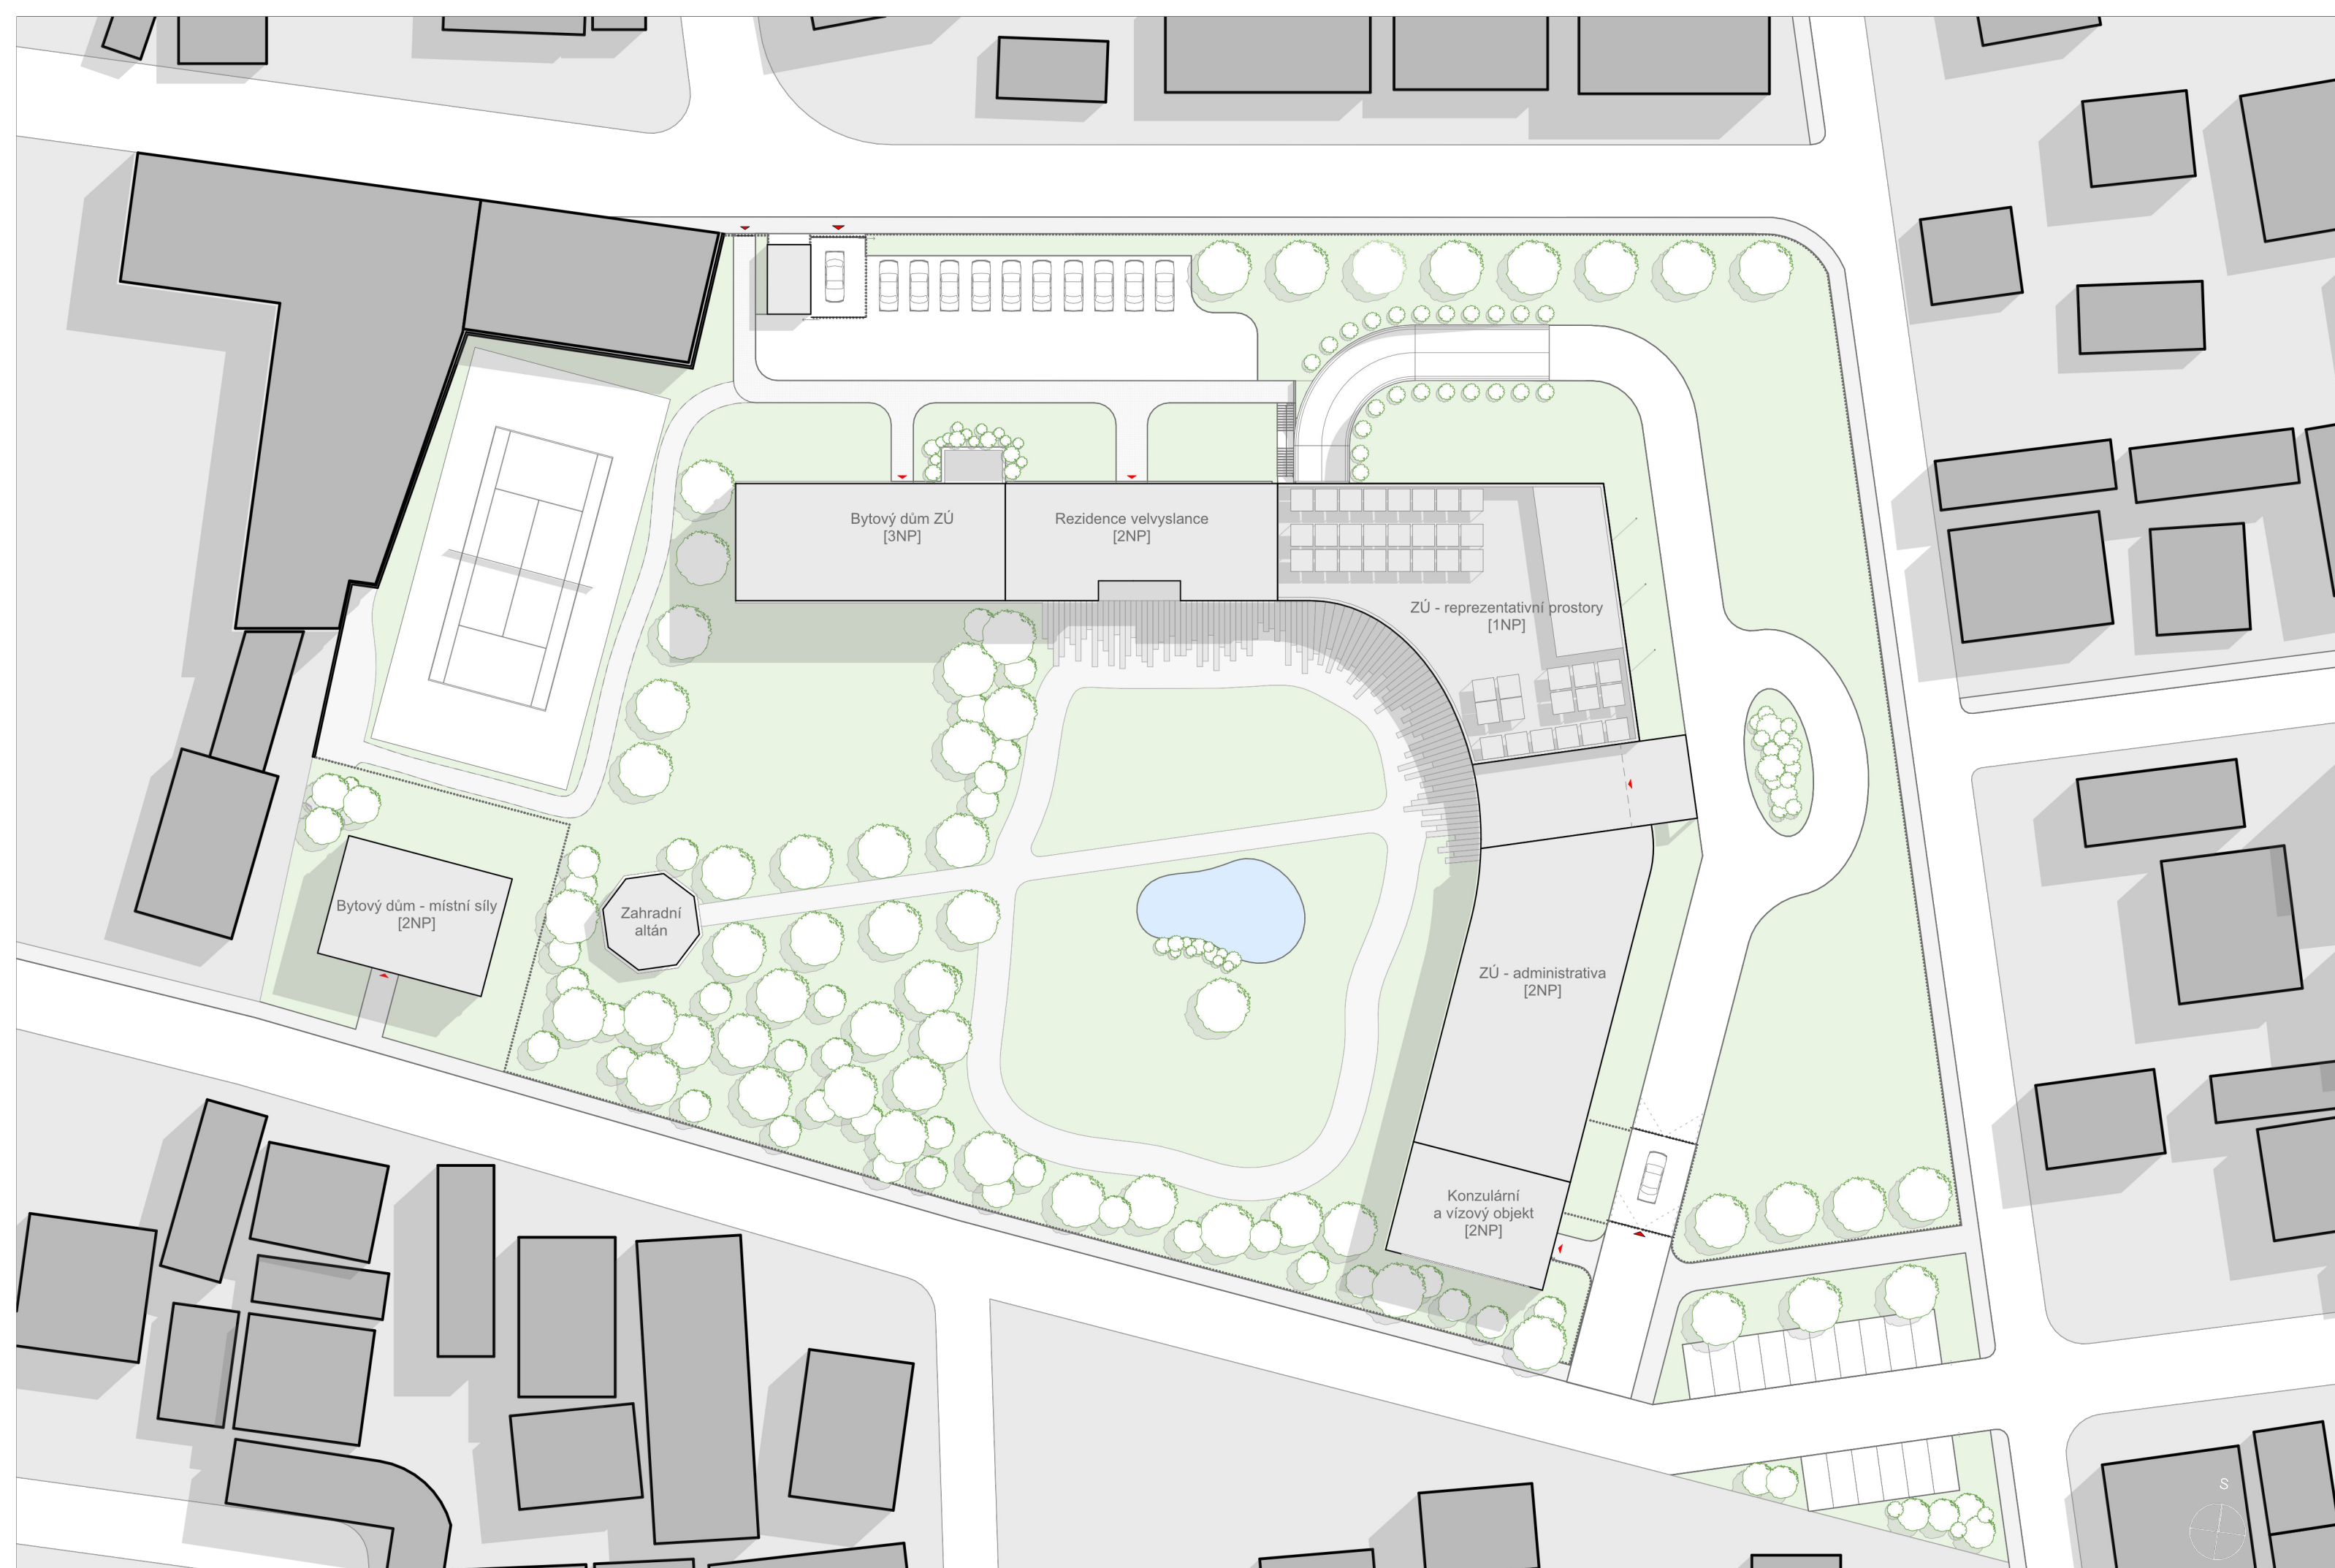 Bytový dům ZÚ
[3NP]
Rezidence velvyslance
[2NP]
ZÚ - reprezentativní prostory
[1NP]
Bytový dům - místní síly
[2NP]
Zahradní
altán
ZÚ - administrativa
[2NP]
Konzulární
a vízový objekt
[2NP]
S